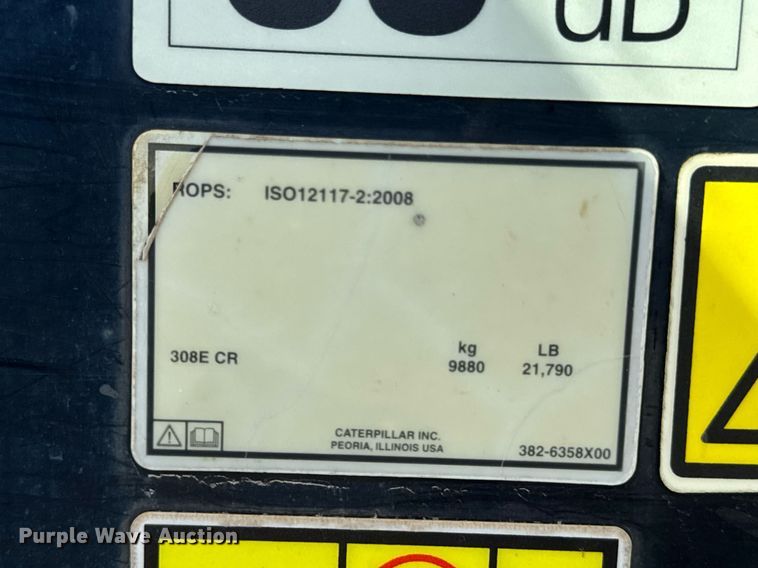 dB
ROPS: ISO12117-2:2008
kg LB
308E CR 9880 21,790
CATERPILLAR INC.
PEORIA, ILLINOIS USA
382-6358X00
Purple Wave Auction